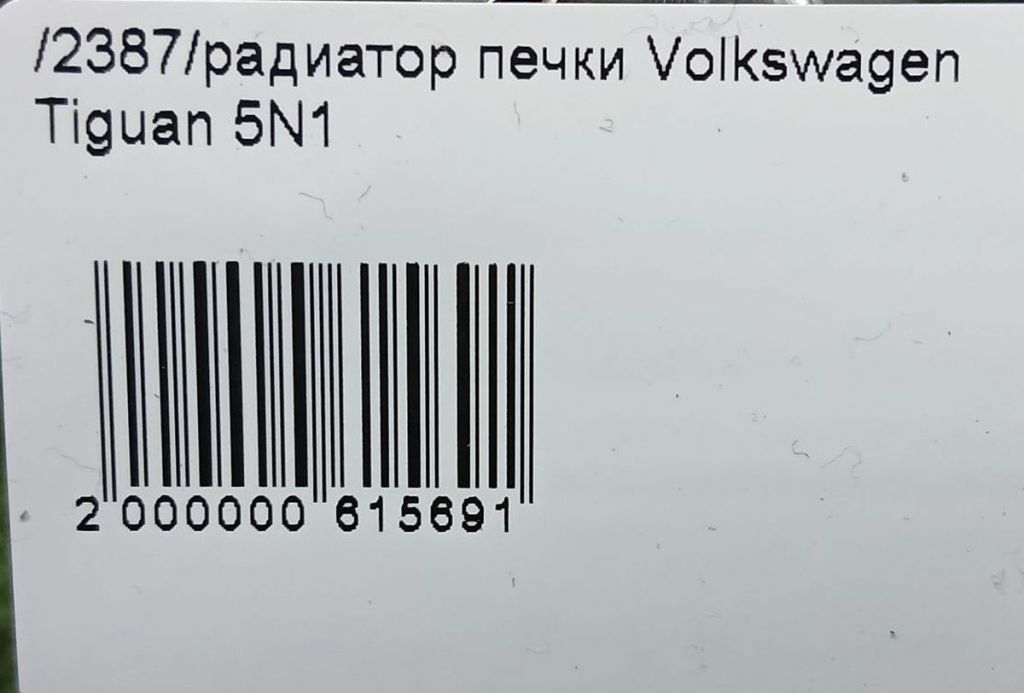 /2387/радиатор печки Volkswagen
Tiguan 5N1
2 000000 615691